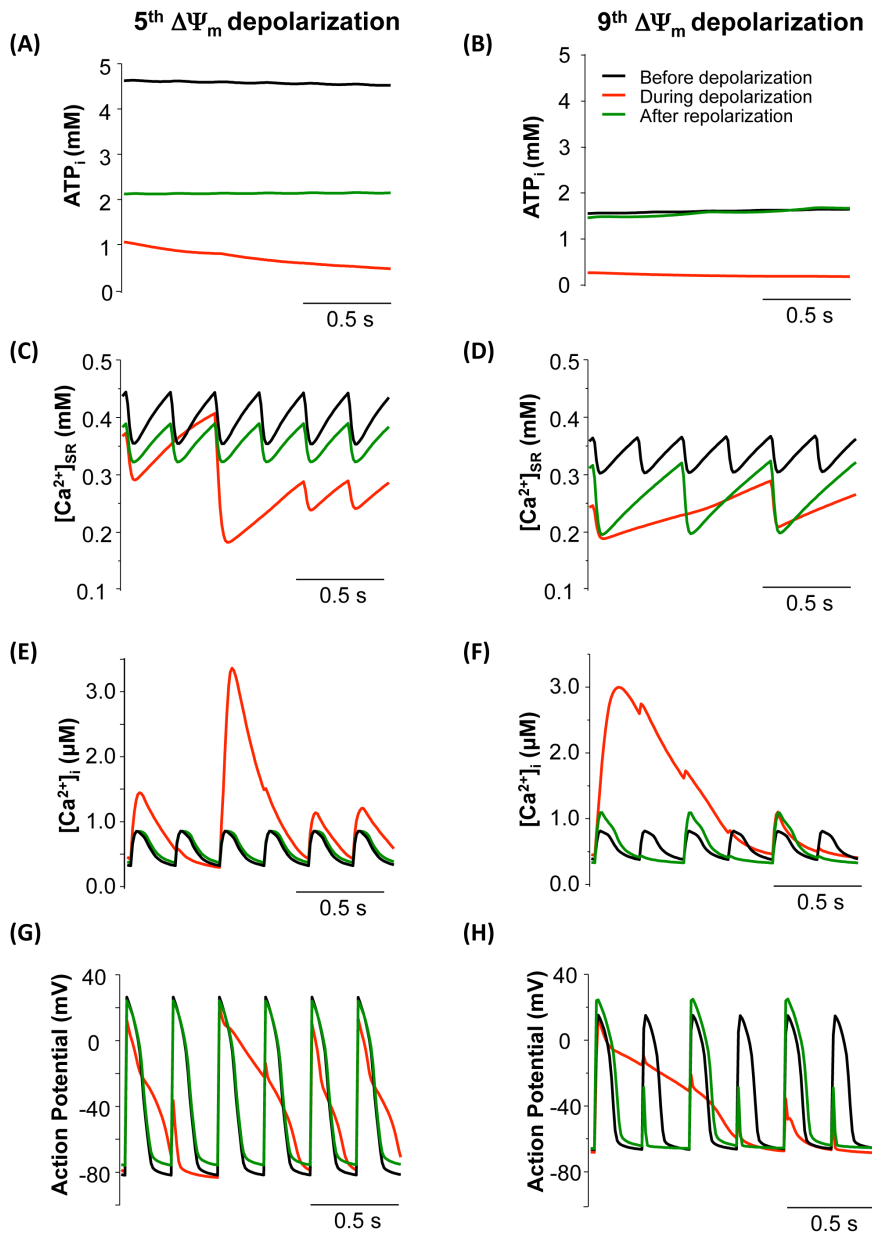 5th ΔΨm depolarization
9th ΔΨm depolarization
(A)
ATPi (mM)
5
4
3
2
1
0
0.5 s
(B)
ATPi (mM)
5
4
3
2
1
0
Before depolarization
During depolarization
After repolarization
0.5 s
(C)
[Ca2+]SR (mM)
0.5
0.4
0.3
0.2
0.1
0.5 s
(D)
[Ca2+]SR (mM)
0.5
0.4
0.3
0.2
0.1
0.5 s
(E)
[Ca2+]i (μM)
3.0
2.0
1.0
0.0
0.5 s
(F)
[Ca2+]i (μM)
3.0
2.0
1.0
0.0
0.5 s
(G)
Action Potential (mV)
40
0
-40
-80
0.5 s
(H)
Action Potential (mV)
40
0
-40
-80
0.5 s